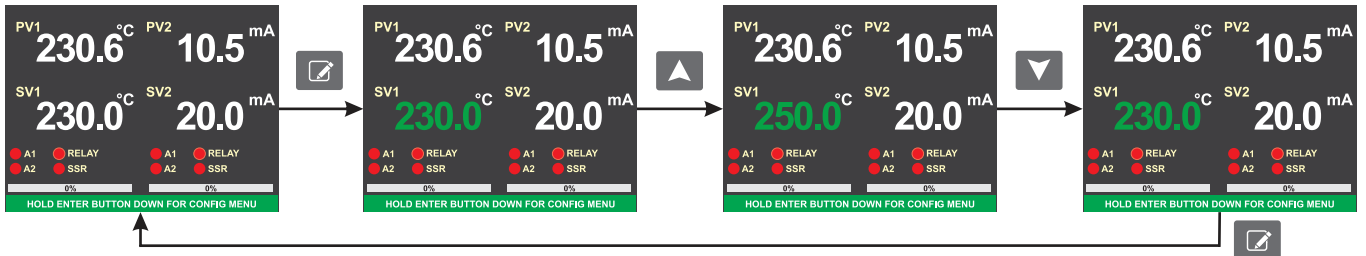 PV1 230.6 °C PV2 10.5 mA
SV1 230.0 °C SV2 20.0 mA
A1 RELAY A1 RELAY
A2 SSR A2 SSR
0% 0%
HOLD ENTER BUTTON DOWN FOR CONFIG MENU
PV1 230.6 °C PV2 10.5 mA
SV1 230.0 °C SV2 20.0 mA
A1 RELAY A1 RELAY
A2 SSR A2 SSR
0% 0%
HOLD ENTER BUTTON DOWN FOR CONFIG MENU
PV1 230.6 °C PV2 10.5 mA
SV1 250.0 °C SV2 20.0 mA
A1 RELAY A1 RELAY
A2 SSR A2 SSR
0% 0%
HOLD ENTER BUTTON DOWN FOR CONFIG MENU
PV1 230.6 °C PV2 10.5 mA
SV1 230.0 °C SV2 20.0 mA
A1 RELAY A1 RELAY
A2 SSR A2 SSR
0% 0%
HOLD ENTER BUTTON DOWN FOR CONFIG MENU